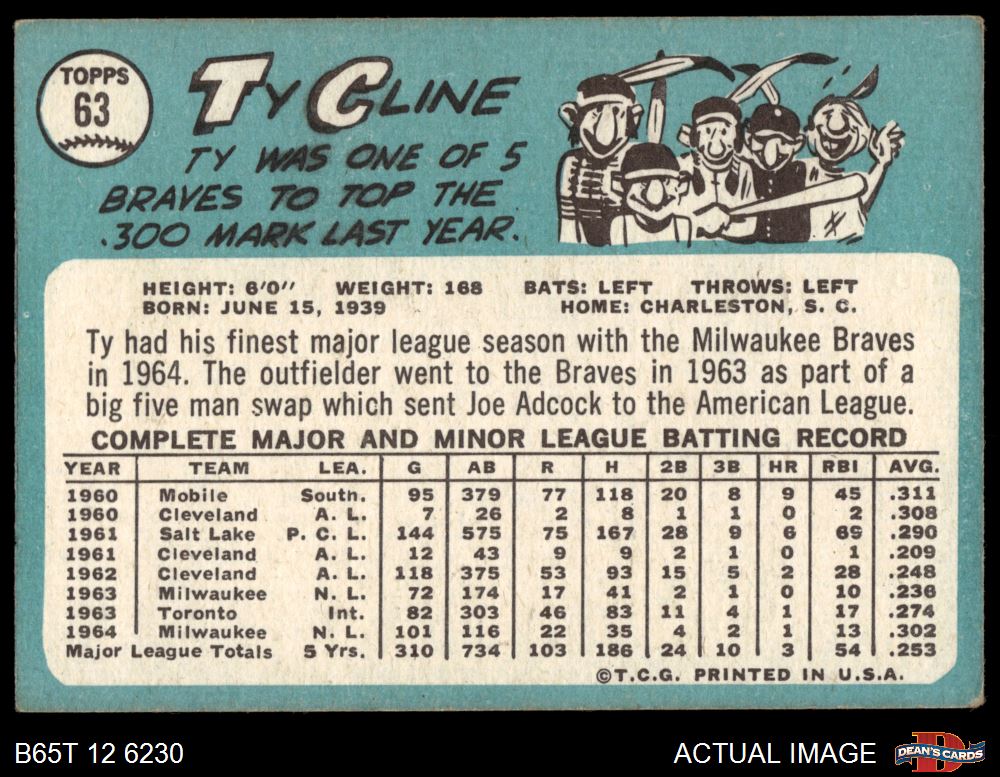 TOPPS
63
TY CLINE
TY WAS ONE OF 5
BRAVES TO TOP THE
.300 MARK LAST YEAR.
HEIGHT: 6'0" WEIGHT: 168 BATS: LEFT THROWS: LEFT
BORN: JUNE 15, 1939 HOME: CHARLESTON, S. C.
Ty had his finest major league season with the Milwaukee Braves
in 1964. The outfielder went to the Braves in 1963 as part of a
big five man swap which sent Joe Adcock to the American League.
COMPLETE MAJOR AND MINOR LEAGUE BATTING RECORD
YEAR TEAM LEA. G AB R H 2B 3B HR RBI AVG.
1960 Mobile South. 95 379 77 118 20 8 9 45 .311
1960 Cleveland A. L. 7 26 2 8 1 1 0 2 .308
1961 Salt Lake P. C. L. 144 575 75 167 28 9 6 69 .290
1961 Cleveland A. L. 12 43 9 9 2 1 0 1 .209
1962 Cleveland A. L. 118 375 53 93 15 5 2 28 .248
1963 Milwaukee N. L. 72 174 17 41 2 1 0 10 .236
1963 Toronto Int. 82 303 46 83 11 4 1 17 .274
1964 Milwaukee N. L. 101 116 22 35 4 2 1 13 .302
Major League Totals 5 Yrs. 310 734 103 186 24 10 3 54 .253
©T.C.G. PRINTED IN U.S.A.
B65T 12 6230 ACTUAL IMAGE DEAN'S CARDS